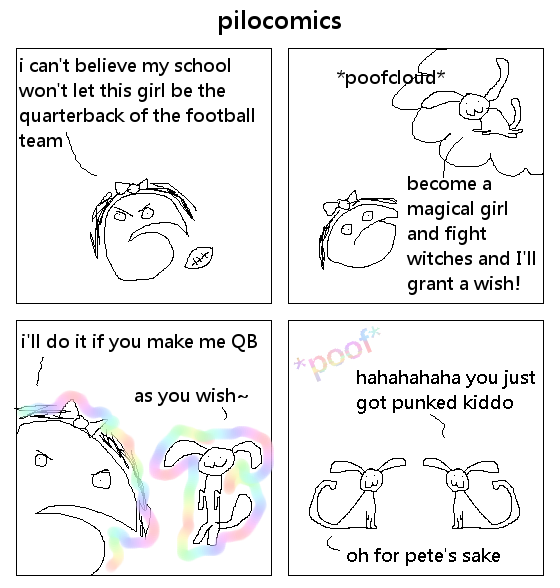 pilocomics
i can't believe my school
won't let this girl be the
quarterback of the football
team
*poofcloud*
become a
magical girl
and fight
witches and I'll
grant a wish!
i'll do it if you make me QB
as you wish~
*poof*
hahahahaha you just
got punked kiddo
oh for pete's sake